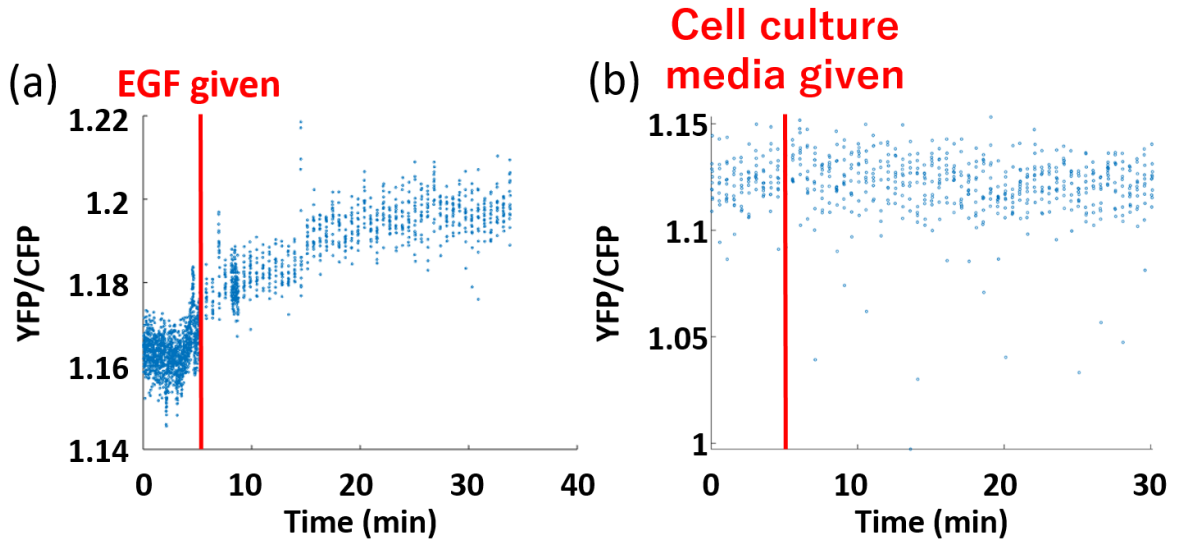 (a)
EGF given
1.22
1.2
1.18
1.16
1.14
YFP/CFP
0
10
20
30
40
Time (min)
(b)
Cell culture
media given
1.15
1.1
1.05
1
YFP/CFP
0
10
20
30
Time (min)